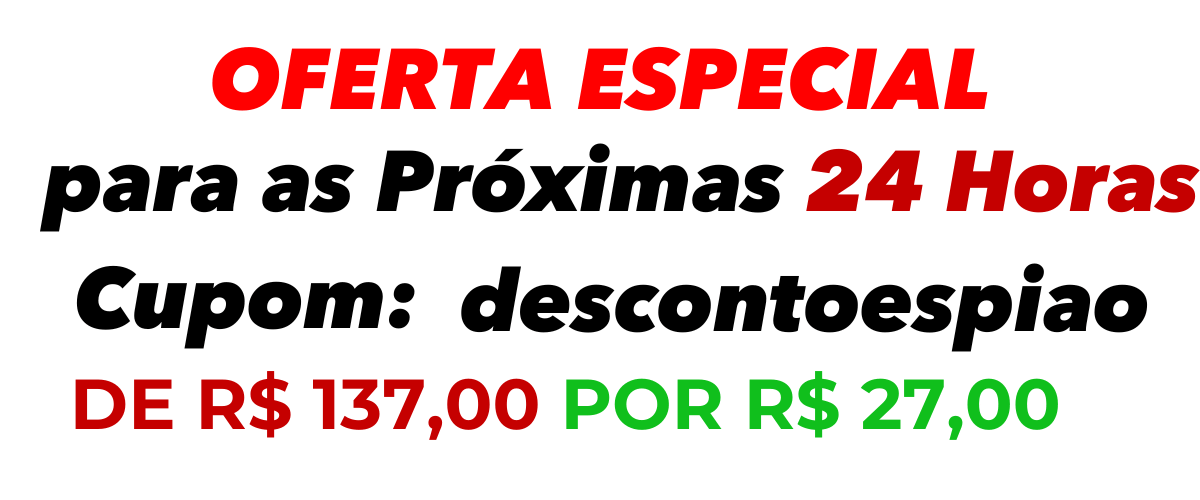 OFERTA ESPECIAL
para as Próximas 24 Horas
Cupom: descontoespiao
DE R$ 137,00 POR R$ 27,00